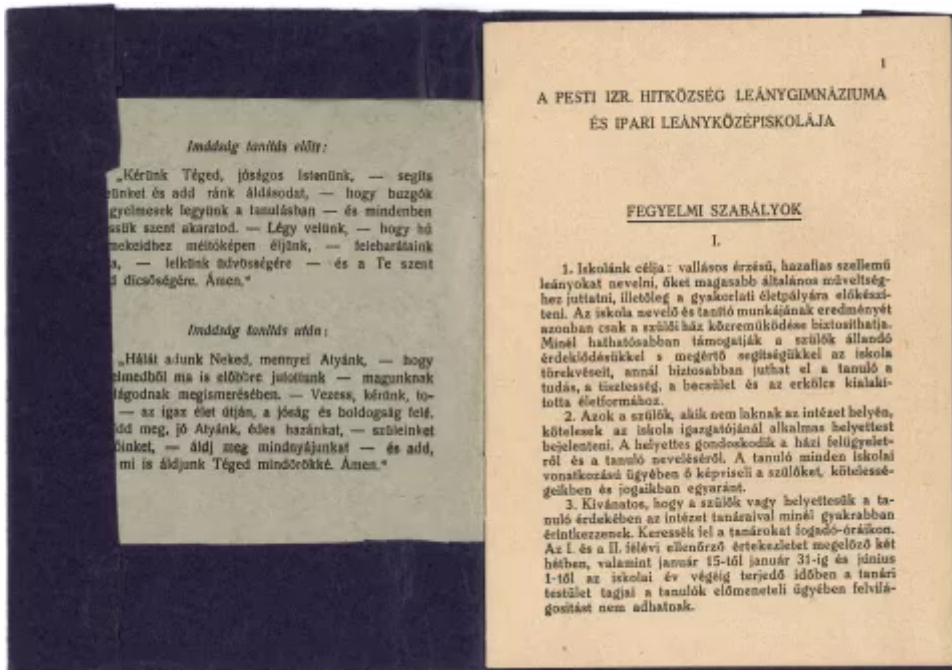 Imádság tanítás előtt:
„Kérünk Téged, jóságos Istenünk, — segíts
ünket és add ránk áldásodat, — hogy buzgók
gyelmesek legyünk a tanulásban — és mindenben
ssük szent akaratod. — Légy velünk, — hogy hű
mekeidhez méltóképen éljünk, — felebarátaink
a, — lelkünk üdvösségére — és a Te szent
d dicsőségére. Ámen."
Imádság tanítás után:
„Hálát adunk Neked, mennyei Atyánk, — hogy
elmedből ma is előbbre jutottunk — magunknak
lágodnak megismerésében. — Vezess, kérünk, to-
— az igaz élet útján, a jóság és boldogság felé.
dd meg, jó Atyánk, édes hazánkat, — szüleinket
őinket, — áldj meg mindnyájunkat — és add,
mi is áldjunk Téged mindörökké. Ámen."
1
A PESTI IZR. HITKÖZSÉG LEÁNYGIMNÁZIUMA
ÉS IPARI LEÁNYKÖZÉPISKOLÁJA
FEGYELMI SZABÁLYOK
I.
1. Iskolánk célja: vallásos érzésű, hazafias szellemű
leányokat nevelni, őket magasabb általános műveltség-
hez juttatni, illetőleg a gyakorlati életpályára előkészí-
teni. Az iskola nevelő és tanító munkájának eredményét
azonban csak a szülői ház közreműködése biztosíthatja.
Minél hathatósabban támogatják a szülők állandó
érdeklődésükkel s megértő segítségükkel az iskola
törekvéseit, annál biztosabban juthat el a tanuló a
tudás, a tisztesség, a becsület és az erkölcs kialakí-
totta életformához.
2. Azok a szülők, akik nem laknak az intézet helyén,
kötelesek az iskola igazgatójánál alkalmas helyettest
bejelenteni. A helyettes gondoskodik a házi felügyelet-
ről és a tanuló neveléséről. A tanuló minden iskolai
vonatkozású ügyében ő képviseli a szülőket, kötelessé-
geikben és jogaikban egyaránt.
3. Kívánatos, hogy a szülők vagy helyettesük a ta-
nuló érdekében az intézet tanáraival minél gyakrabban
érintkezzenek. Keressék fel a tanárokat fogadó-óráikon.
Az I. és a II. félévi ellenőrző értekezletet megelőző két
hétben, valamint január 15-től január 31-ig és június
1-től az iskolai év végéig terjedő időben a tanári
testület tagjai a tanulók előmeneteli ügyében felvilá-
gosítást nem adhatnak.